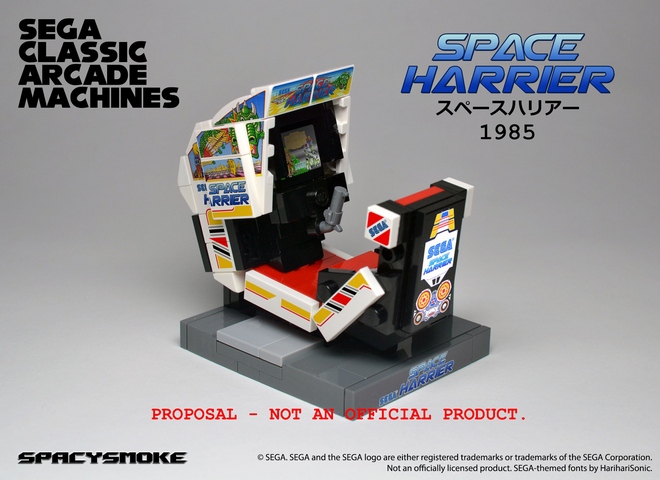 SEGA
CLASSIC
ARCADE
MACHINES
SPACE
HARRIER
スペースハリアー
1985
SEGA SPACE
HARRIER
SEGA
SEGA
SPACE
HARRIER
SPACE
SEGA HARRIER
PROPOSAL - NOT AN OFFICIAL PRODUCT.
SPACYSMOKE
© SEGA. SEGA and the SEGA logo are either registered trademarks or trademarks of the SEGA Corporation.
Not an officially licensed product. SEGA-themed fonts by HarihariSonic.